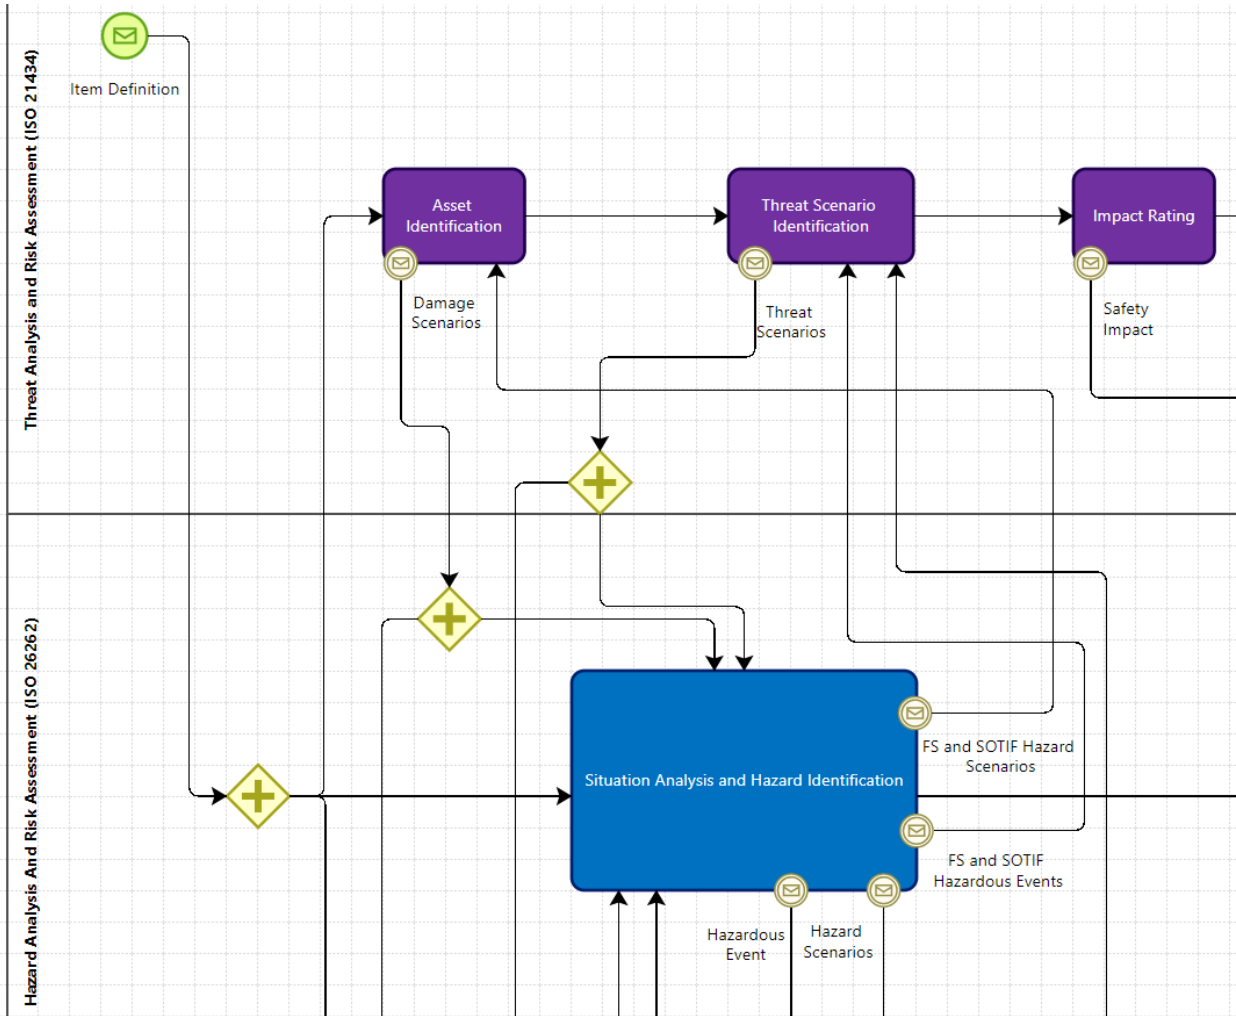 Threat Analysis and Risk Assessment (ISO 21434)
Item Definition
Asset
Identification
Threat Scenario
Identification
Impact Rating
Damage
Scenarios
Threat
Scenarios
Safety
Impact
Hazard Analysis And Risk Assessment (ISO 26262)
Situation Analysis and Hazard Identification
FS and SOTIF Hazard
Scenarios
FS and SOTIF
Hazardous Events
Hazardous
Event
Hazard
Scenarios